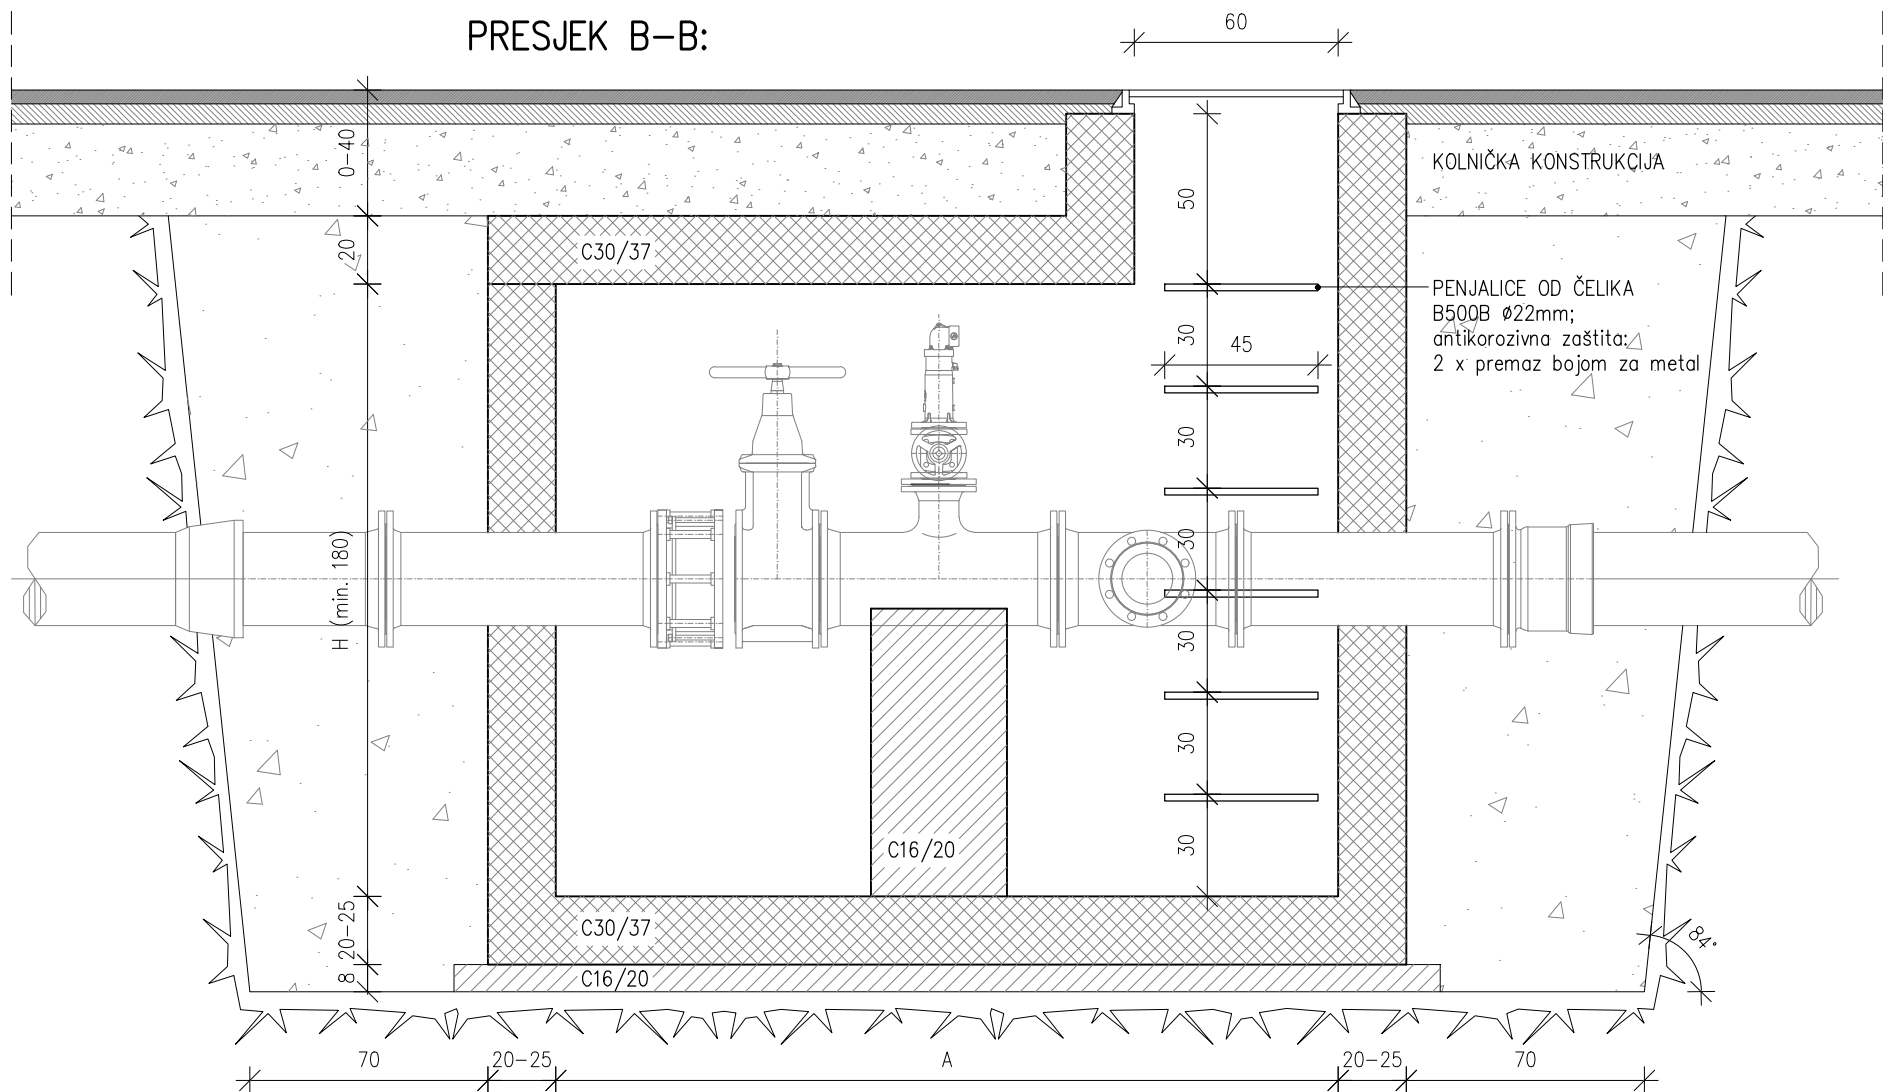 PRESJEK B-B:
60
0-40
KOLNIČKA KONSTRUKCIJA
50
20
C30/37
PENJALICE OD ČELIKA
B500B Ø22mm;
antikorozivna zaštita:
2 x premaz bojom za metal
30
45
30
30
H (min. 180)
30
30
30
C16/20
20-25
C30/37
84°
8
C16/20
70
20-25
A
20-25
70